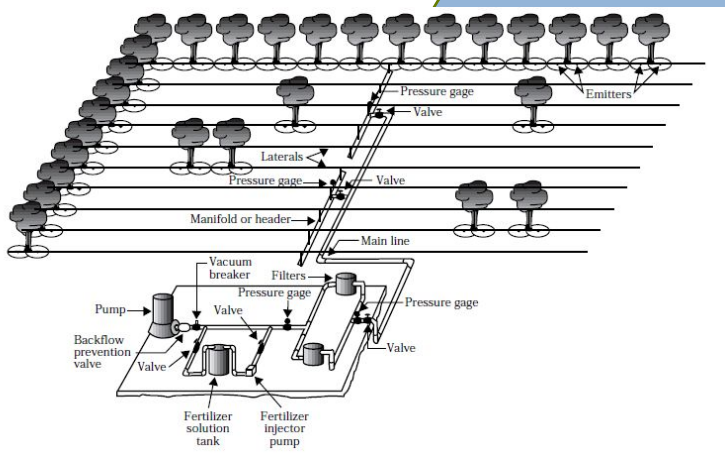 Pressure gage
Emitters
Valve
Laterals
Pressure gage
Valve
Manifold or header
Main line
Vacuum
breaker
Filters
Pressure gage
Pump
Valve
Pressure gage
Backflow
prevention
valve
Valve
Valve
Fertilizer
solution
tank
Fertilizer
injector
pump